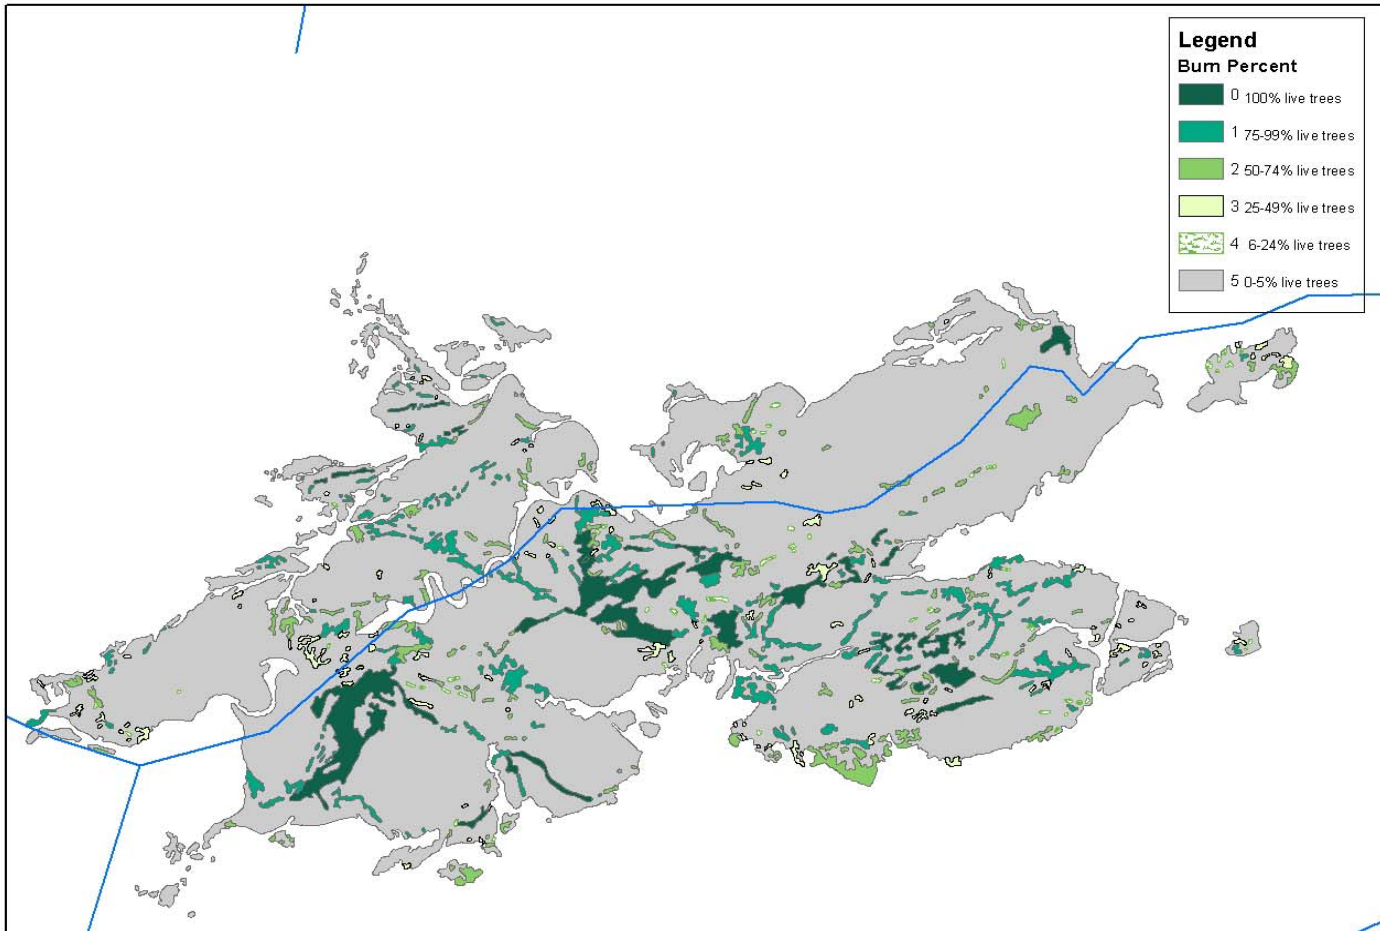 Legend
Burn Percent
0 100% live trees
1 75-99% live trees
2 50-74% live trees
3 25-49% live trees
4 6-24% live trees
5 0-5% live trees